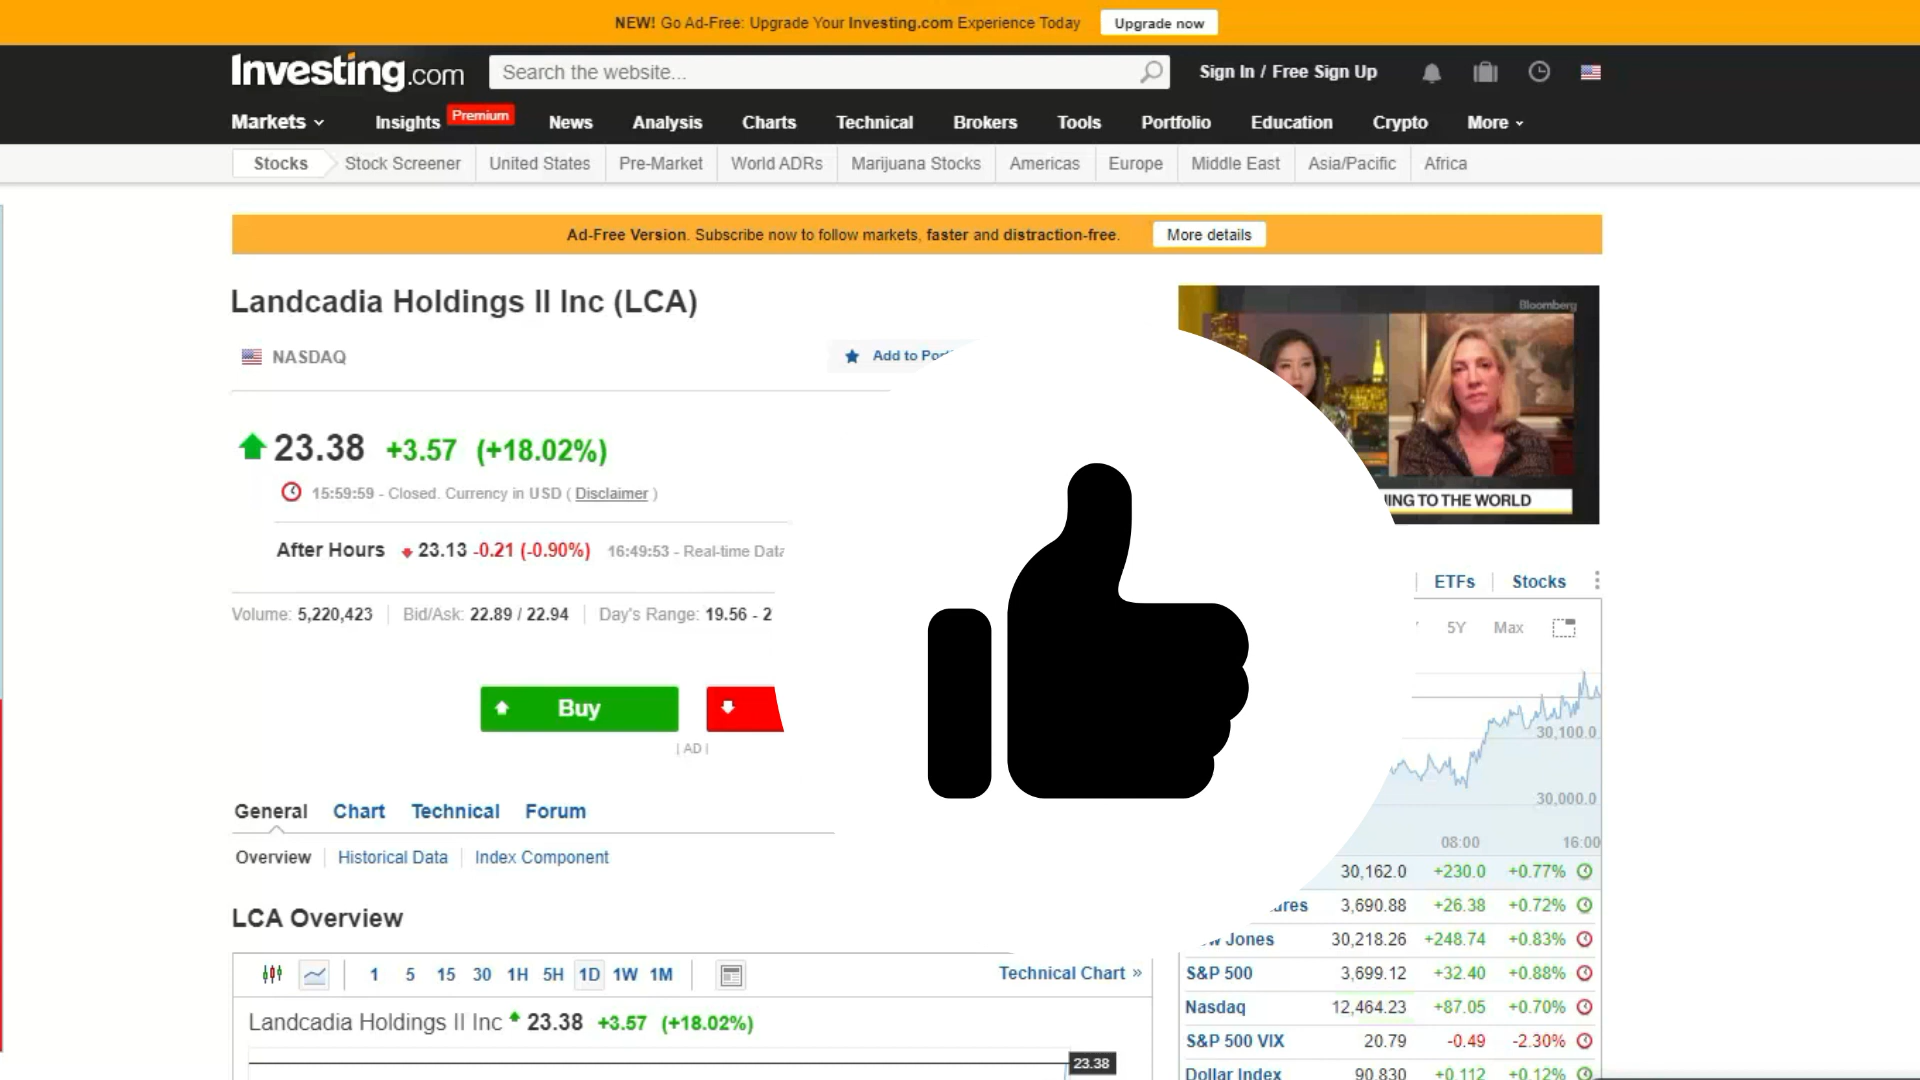 NEW! Go Ad-Free: Upgrade Your Investing.com Experience Today Upgrade now
Investing.com Search the website... Sign In / Free Sign Up
Markets Insights Premium News Analysis Charts Technical Brokers Tools Portfolio Education Crypto More
Stocks Stock Screener United States Pre-Market World ADRs Marijuana Stocks Americas Europe Middle East Asia/Pacific Africa
Ad-Free Version. Subscribe now to follow markets, faster and distraction-free. More details
Landcadia Holdings II Inc (LCA)
Bloomberg
NASDAQ
Add to
23.38 +3.57 (+18.02%)
15:59:59 - Closed. Currency in USD ( Disclaimer )
TO THE WORLD
After Hours 23.13 -0.21 (-0.90%) 16:49:53 - Real-time Data
ETFs Stocks
Volume: 5,220,423 Bid/Ask: 22.89 / 22.94 Day's Range: 19.56 - 2
5Y Max
Buy
30,100.0
| AD |
30,000.0
General Chart Technical Forum
08:00 16:00
Overview Historical Data Index Component
30,162.0 +230.0 +0.77%
3,690.88 +26.38 +0.72%
LCA Overview
Jones 30,218.26 +248.74 +0.83%
1 5 15 30 1H 5H 1D 1W 1M Technical Chart »
S&P 500 3,699.12 +32.40 +0.88%
Nasdaq 12,464.23 +87.05 +0.70%
Landcadia Holdings II Inc 23.38 +3.57 (+18.02%)
S&P 500 VIX 20.79 -0.49 -2.30%
23.38
Dollar Index 90.830 +0.112 +0.12%